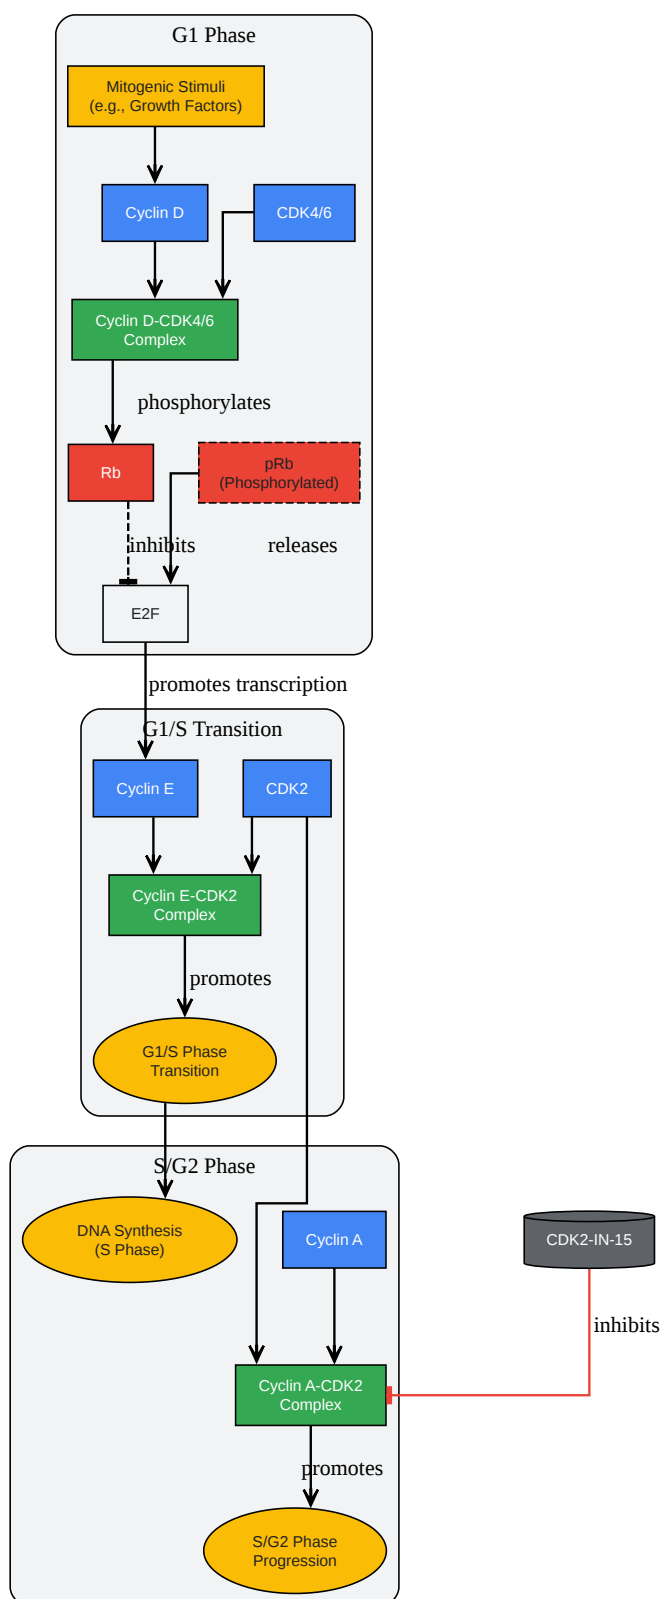 G1 Phase
Mitogenic Stimuli
(e.g., Growth Factors)
Cyclin D
CDK4/6
Cyclin D-CDK4/6
Complex
phosphorylates
Rb
pRb
(Phosphorylated)
inhibits
releases
E2F
promotes transcription
G1/S Transition
Cyclin E
CDK2
Cyclin E-CDK2
Complex
promotes
G1/S Phase
Transition
S/G2 Phase
DNA Synthesis
(S Phase)
Cyclin A
CDK2-IN-15
inhibits
Cyclin A-CDK2
Complex
promotes
S/G2 Phase
Progression